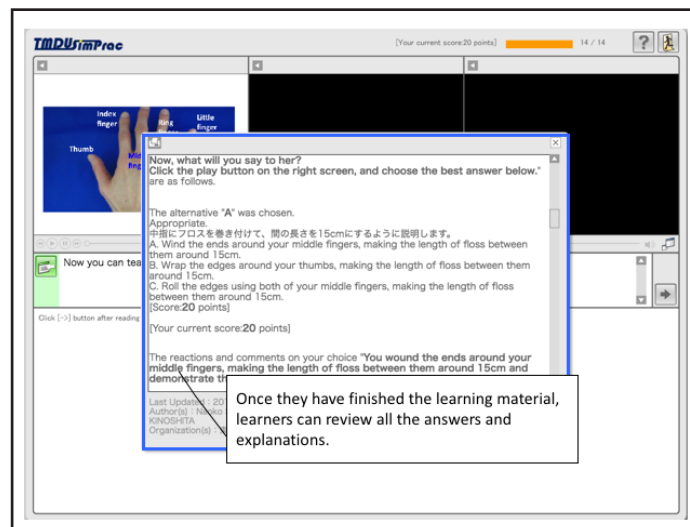 TMDUSimPrac
[Your current score:20 points]
14 / 14
?
Index
finger
Ring
Little
finger
Thumb
Now, what will you say to her?
Click the play button on the right screen, and choose the best answer below."
are as follows.
The alternative "A" was chosen.
Appropriate.
中指にフロスを巻き付けて、間の長さを15cmにするように説明します。
A. Wind the ends around your middle fingers, making the length of floss between
them around 15cm.
B. Wrap the edges around your thumbs, making the length of floss between them
around 15cm.
C. Roll the edges using both of your middle fingers, making the length of floss
between them around 15cm.
[Score:20 points]
[Your current score:20 points]
The reactions and comments on your choice "You wound the ends around your
middle fingers, making the length of floss between them around 15cm and
demonstrate
Last Updated : 20
Author(s) : Naoko
KINOSHITA
Organization(s) :
Now you can tea
Click [->] button after reading
Once they have finished the learning material,
learners can review all the answers and
explanations.